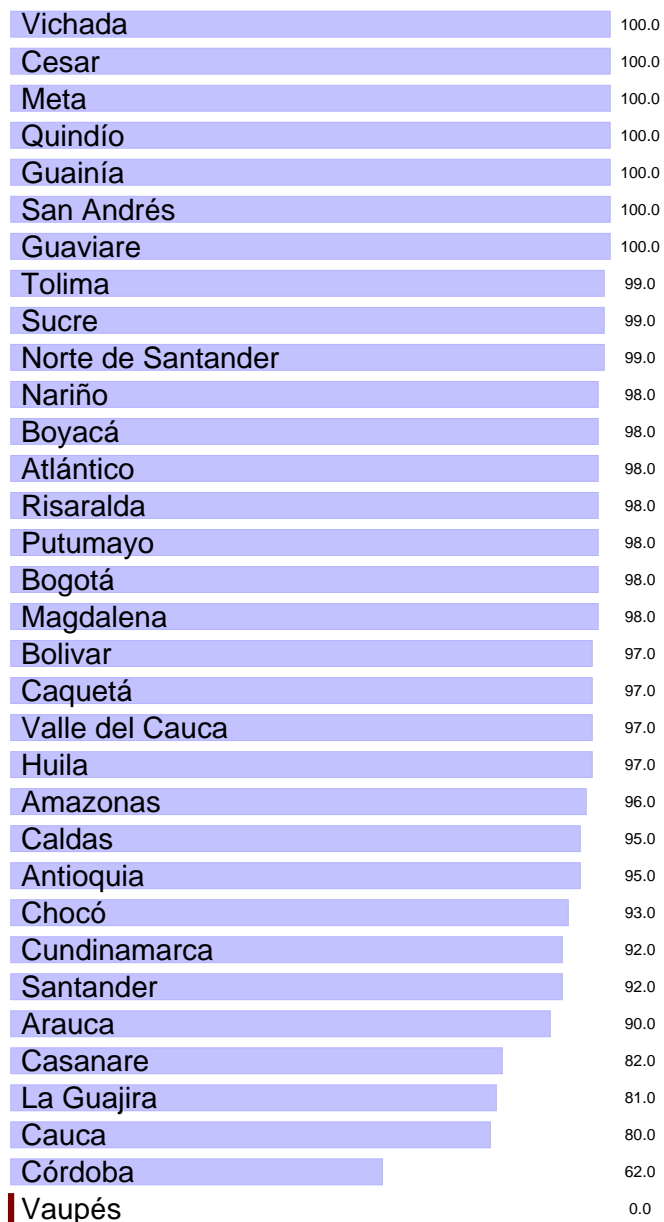 Vichada 100.0
Cesar 100.0
Meta 100.0
Quindío 100.0
Guainía 100.0
San Andrés 100.0
Guaviare 100.0
Tolima 99.0
Sucre 99.0
Norte de Santander 99.0
Nariño 98.0
Boyacá 98.0
Atlántico 98.0
Risaralda 98.0
Putumayo 98.0
Bogotá 98.0
Magdalena 98.0
Bolivar 97.0
Caquetá 97.0
Valle del Cauca 97.0
Huila 97.0
Amazonas 96.0
Caldas 95.0
Antioquia 95.0
Chocó 93.0
Cundinamarca 92.0
Santander 92.0
Arauca 90.0
Casanare 82.0
La Guajira 81.0
Cauca 80.0
Córdoba 62.0
Vaupés 0.0